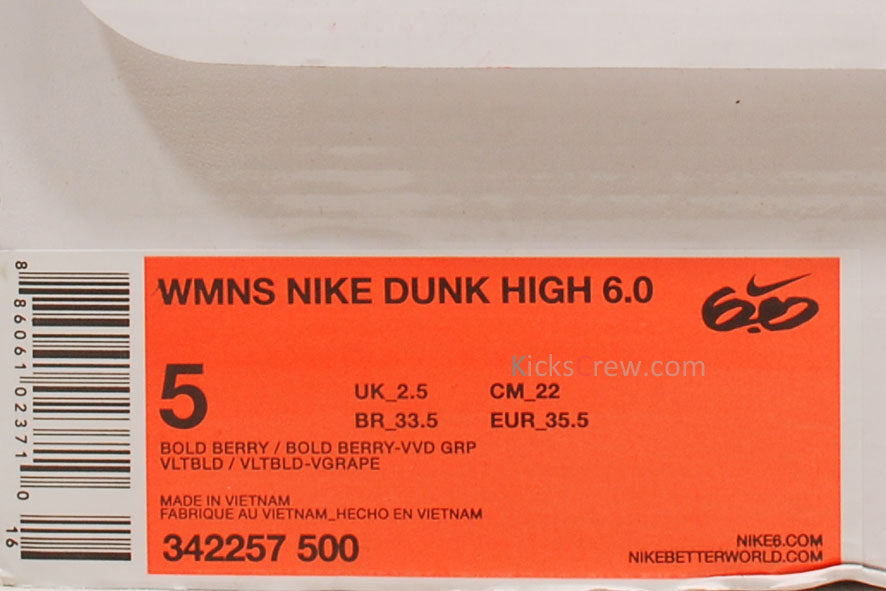 WMNS NIKE DUNK HIGH 6.0
6.0
KicksCrew.com
5
UK_2.5 CM_22
BR_33.5 EUR_35.5
BOLD BERRY / BOLD BERRY-VVD GRP
VLTBLD / VLTBLD-VGRAPE
MADE IN VIETNAM
FABRIQUE AU VIETNAM_HECHO EN VIETNAM
342257 500
NIKE6.COM
NIKEBETTERWORLD.COM
8 86061 02371 0
16